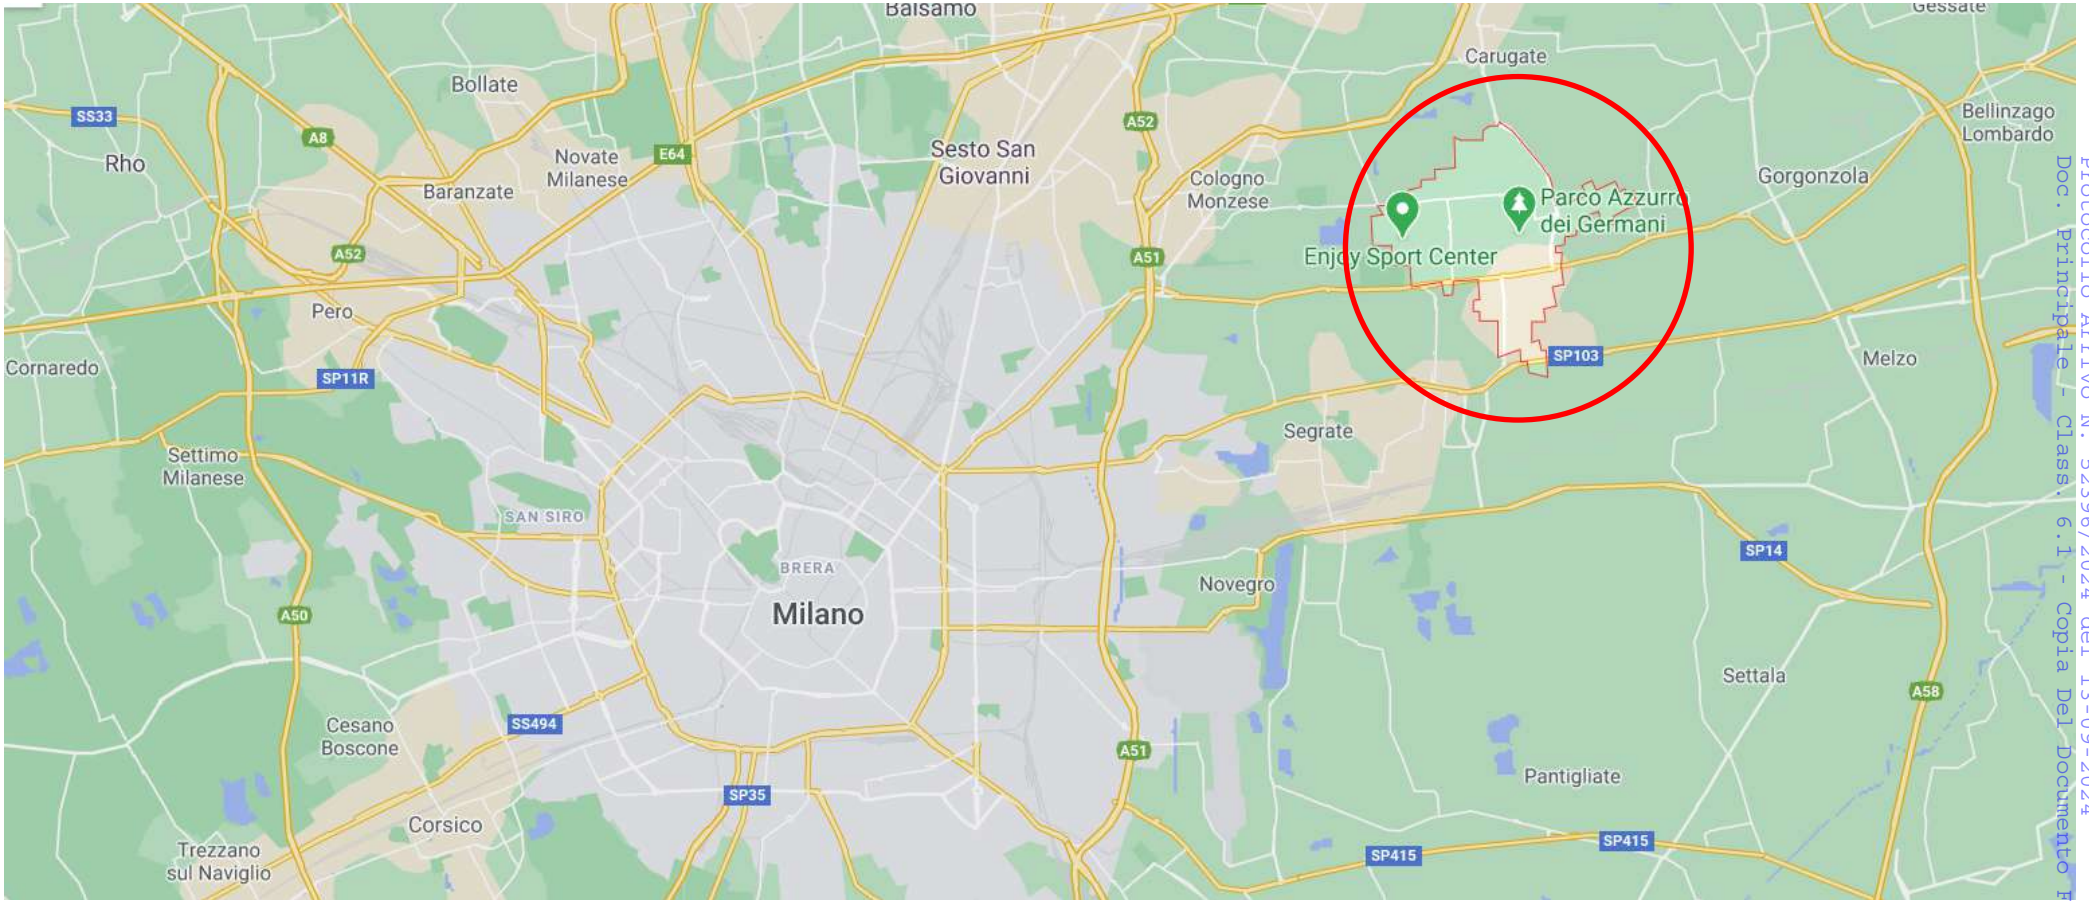 Balsamo
Gessate
Carugate
Bollate
SS33
A8
A52
Bellinzago
Lombardo
Rho
Novate
Milanese
E64
Sesto San
Giovanni
Baranzate
Cologno
Monzese
Gorgonzola
Parco Azzurro
dei Germani
A52
A51
Enjoy Sport Center
Pero
Cornaredo
SP11R
SP103
Melzo
Segrate
Settimo
Milanese
SAN SIRO
BRERA
Milano
Novegro
SP14
A50
Settala
A58
Cesano
Boscone
SS494
A51
Pantigliate
SP35
Corsico
SP415
SP415
Trezzano
sul Naviglio
Doc. Principale - Class. 6.1 - Copia Del Documento F